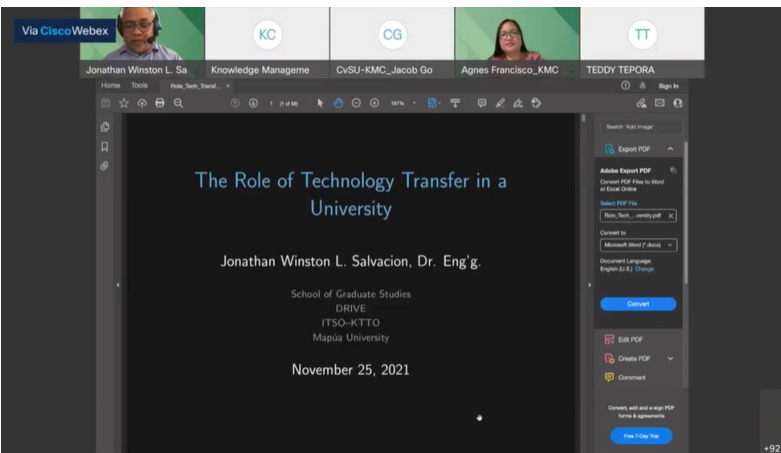 Via Cisco Webex
KC
CG
TT
Jonathan Winston L. Sa
Knowledge Manageme
CvSU-KMC_Jacob Go
Agnes Francisco_KMC
TEDDY TEPORA
Home Tools Role_Tech_Transf... ×
Sign In
1 (1 of 58)
197%
Search 'Add Image'
Export PDF
Adobe Export PDF
Convert PDF Files to Word
or Excel Online
Select PDF File
Role_Tech_...versity.pdf
Convert to
Microsoft Word (*.docx)
Document Language:
English (U.S.) Change
Convert
Edit PDF
Create PDF
Comment
Convert, edit and e-sign PDF
forms & agreements
Free 7-Day Trial
The Role of Technology Transfer in a
University
Jonathan Winston L. Salvacion, Dr. Eng'g.
School of Graduate Studies
DRIVE
ITSO–KTTO
Mapúa University
November 25, 2021
+92